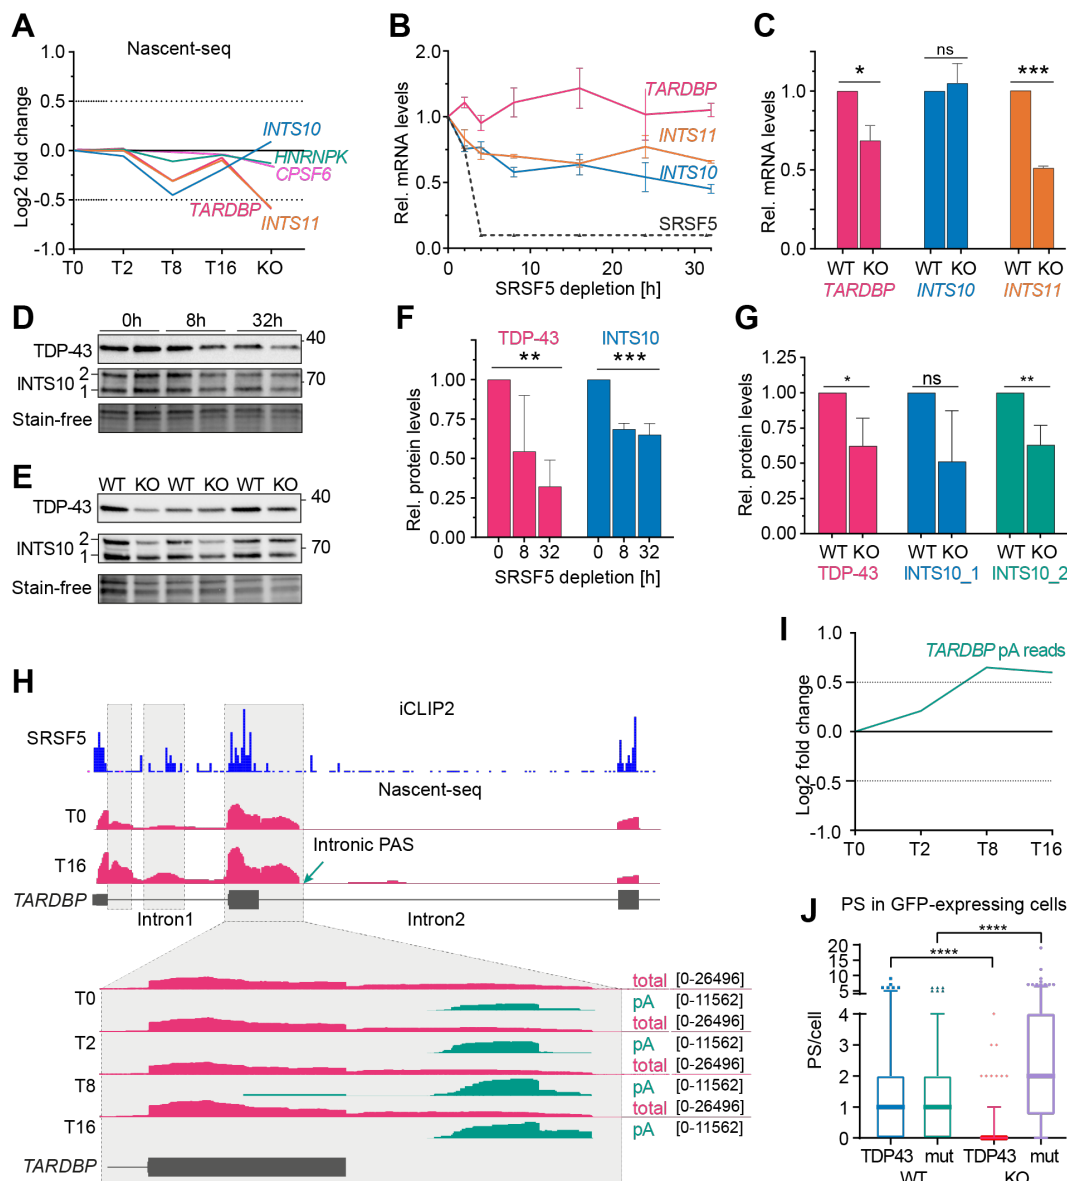 A
Nascent-seq
Log2 fold change
1.0
0.5
0.0
-0.5
-1.0
INTS10
HNRNPK
CPSF6
TARDBP
INTS11
T0 T2 T8 T16 KO
B
Rel. mRNA levels
2.0
1.0
0.5
0.0
TARDBP
INTS11
INTS10
SRSF5
0 10 20 30
SRSF5 depletion [h]
C
Rel. mRNA levels
1.0
0.5
0.0
* ns ***
WT KO WT KO WT KO
TARDBP INTS10 INTS11
D
0h 8h 32h
TDP-43 40
INTS10 2 70
1
Stain-free
E
WT KO WT KO WT KO
TDP-43 40
INTS10 2 70
1
Stain-free
F
TDP-43 INTS10
** ***
Rel. protein levels
1.00
0.75
0.50
0.25
0.00
0 8 32 0 8 32
SRSF5 depletion [h]
G
Rel. protein levels
1.25
1.00
0.75
0.50
0.25
0.00
* ns **
WT KO WT KO WT KO
TDP-43 INTS10_1 INTS10_2
H
iCLIP2
SRSF5
Nascent-seq
T0
Intronic PAS
T16
TARDBP
Intron1 Intron2
total [0-26496]
T0 pA [0-11562]
total [0-26496]
T2 pA [0-11562]
total [0-26496]
T8 pA [0-11562]
total [0-26496]
T16 pA [0-11562]
TARDBP
I
Log2 fold change
1.0
0.5
0.0
-0.5
-1.0
TARDBP pA reads
T0 T2 T8 T16
J
PS in GFP-expressing cells
****
****
PS/cell
20
15
10
5
4
3
2
1
0
TDP43 mut TDP43 mut
WT KO